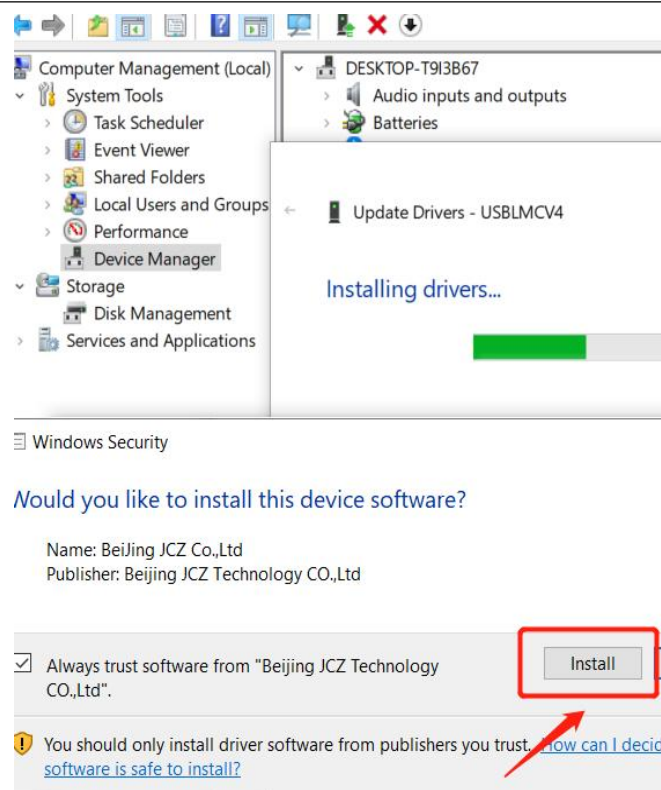 Computer Management (Local)
System Tools
Task Scheduler
Event Viewer
Shared Folders
Local Users and Groups
Performance
Device Manager
Storage
Disk Management
Services and Applications
DESKTOP-T9I3B67
Audio inputs and outputs
Batteries
Update Drivers - USBLMCV4
Installing drivers...
Windows Security
Would you like to install this device software?
Name: BeiJing JCZ Co.,Ltd
Publisher: Beijing JCZ Technology CO.,Ltd
Always trust software from "Beijing JCZ Technology
CO.,Ltd".
Install
You should only install driver software from publishers you trust. How can I decid
software is safe to install?